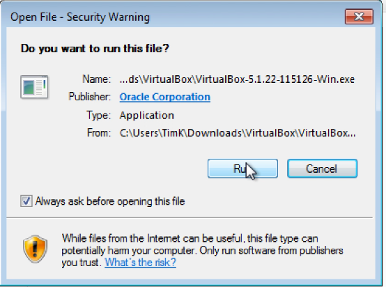 Open File - Security Warning
Do you want to run this file?
Name: ...ds\VirtualBox\VirtualBox-5.1.22-115126-Win.exe
Publisher: Oracle Corporation
Type: Application
From: C:\Users\TimK\Downloads\VirtualBox\VirtualBox...
Run Cancel
Always ask before opening this file
While files from the Internet can be useful, this file type can
potentially harm your computer. Only run software from publishers
you trust. What's the risk?